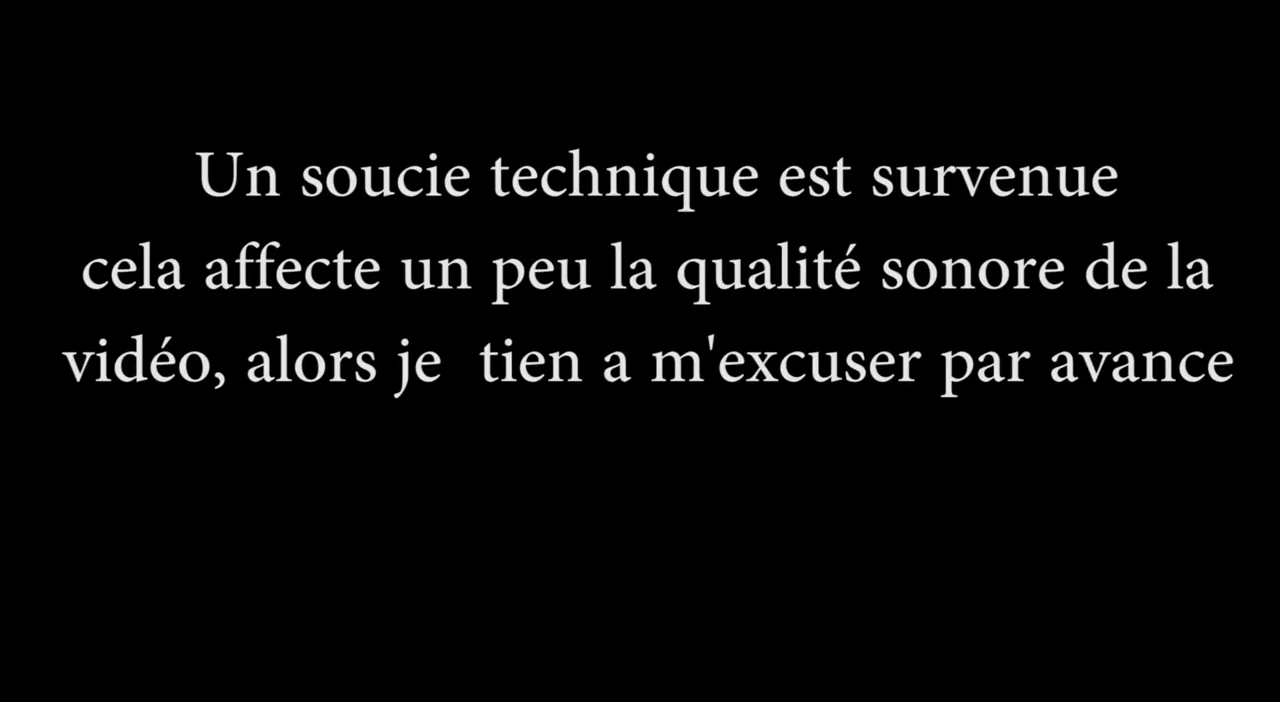 Un soucie technique est survenue
cela affecte un peu la qualité sonore de la
vidéo, alors je  tien a m'excuser par avance